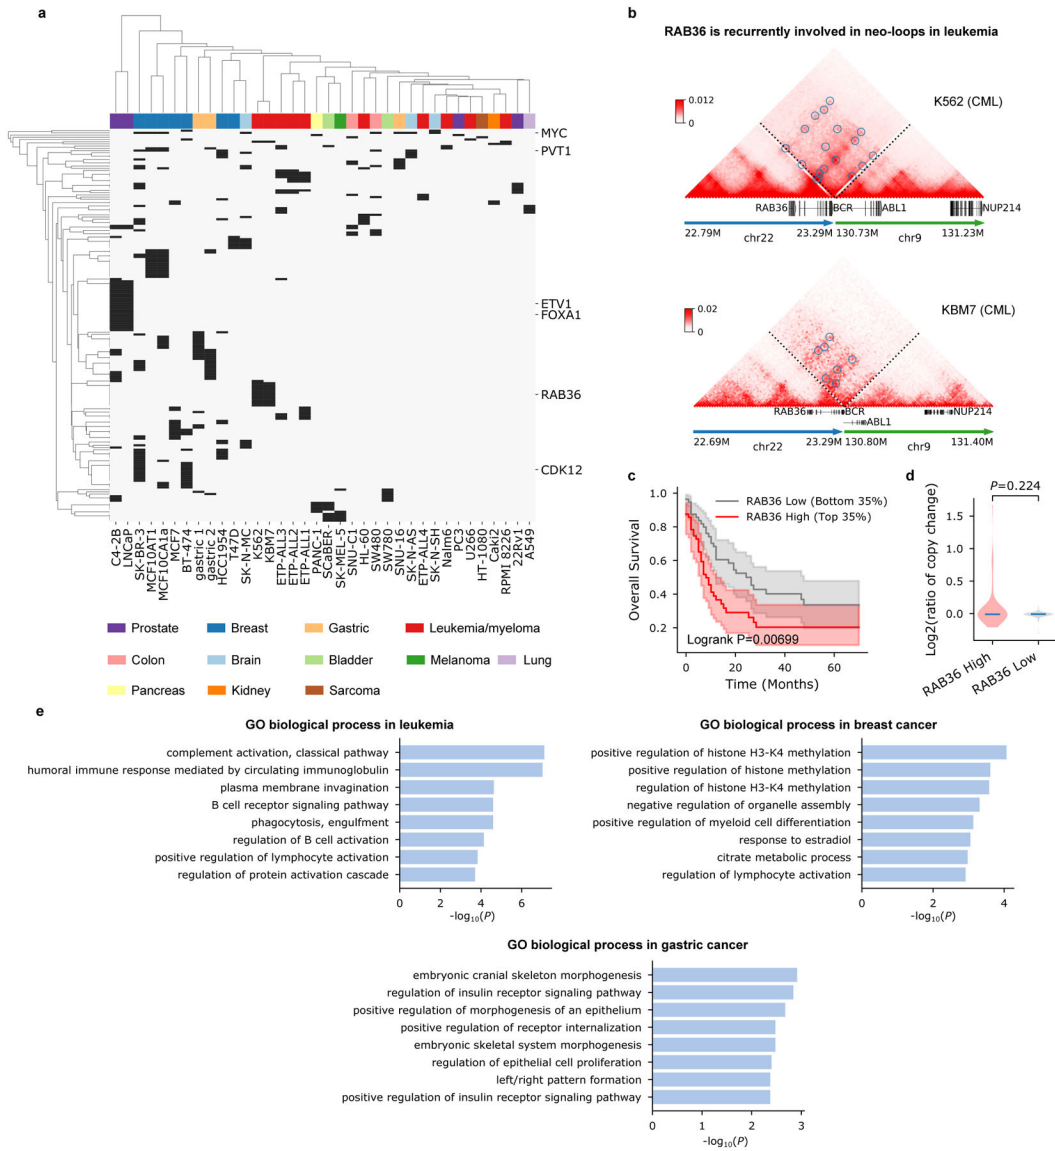 a
MYC
PVT1
ETV1
FOXA1
RAB36
CDK12
C4-2B
LNCaP
SK-BR-3
MCF10AT1
MCF10CA1a
MCF7
BT-474
gastric 1
gastric 2
HCC1954
T47D
SK-N-MC
K562
KBM7
ETP-ALL3
ETP-ALL2
ETP-ALL1
PANC-1
SCaBER
SK-MEL-5
SNU-C1
HL-60
SW480
SW780
SNU-16
SK-N-AS
ETP-ALL4
SK-N-SH
Nalm6
PC3
U266
HT-1080
Caki2
RPMI 8226
22Rv1
A549
Prostate
Breast
Gastric
Leukemia/myeloma
Colon
Brain
Bladder
Melanoma
Lung
Pancreas
Kidney
Sarcoma
b
RAB36 is recurrently involved in neo-loops in leukemia
0.012
0
K562 (CML)
RAB36
BCR
ABL1
NUP214
22.79M
chr22
23.29M
130.73M
chr9
131.23M
0.02
0
KBM7 (CML)
RAB36
BCR
ABL1
NUP214
22.69M
chr22
23.29M
130.80M
chr9
131.40M
c
RAB36 Low (Bottom 35%)
RAB36 High (Top 35%)
1.0
0.8
0.6
0.4
0.2
Overall Survival
Logrank P=0.00699
0 20 40 60
Time (Months)
d
P=0.224
1.5
1.0
0.5
0.0
Log2(ratio of copy change)
RAB36 High
RAB36 Low
e
GO biological process in leukemia
complement activation, classical pathway
humoral immune response mediated by circulating immunoglobulin
plasma membrane invagination
B cell receptor signaling pathway
phagocytosis, engulfment
regulation of B cell activation
positive regulation of lymphocyte activation
regulation of protein activation cascade
0 2 4 6
-log10(P)
GO biological process in breast cancer
positive regulation of histone H3-K4 methylation
positive regulation of histone methylation
regulation of histone H3-K4 methylation
negative regulation of organelle assembly
positive regulation of myeloid cell differentiation
response to estradiol
citrate metabolic process
regulation of lymphocyte activation
0 2 4
-log10(P)
GO biological process in gastric cancer
embryonic cranial skeleton morphogenesis
regulation of insulin receptor signaling pathway
positive regulation of morphogenesis of an epithelium
positive regulation of receptor internalization
embryonic skeletal system morphogenesis
regulation of epithelial cell proliferation
left/right pattern formation
positive regulation of insulin receptor signaling pathway
0 1 2 3
-log10(P)